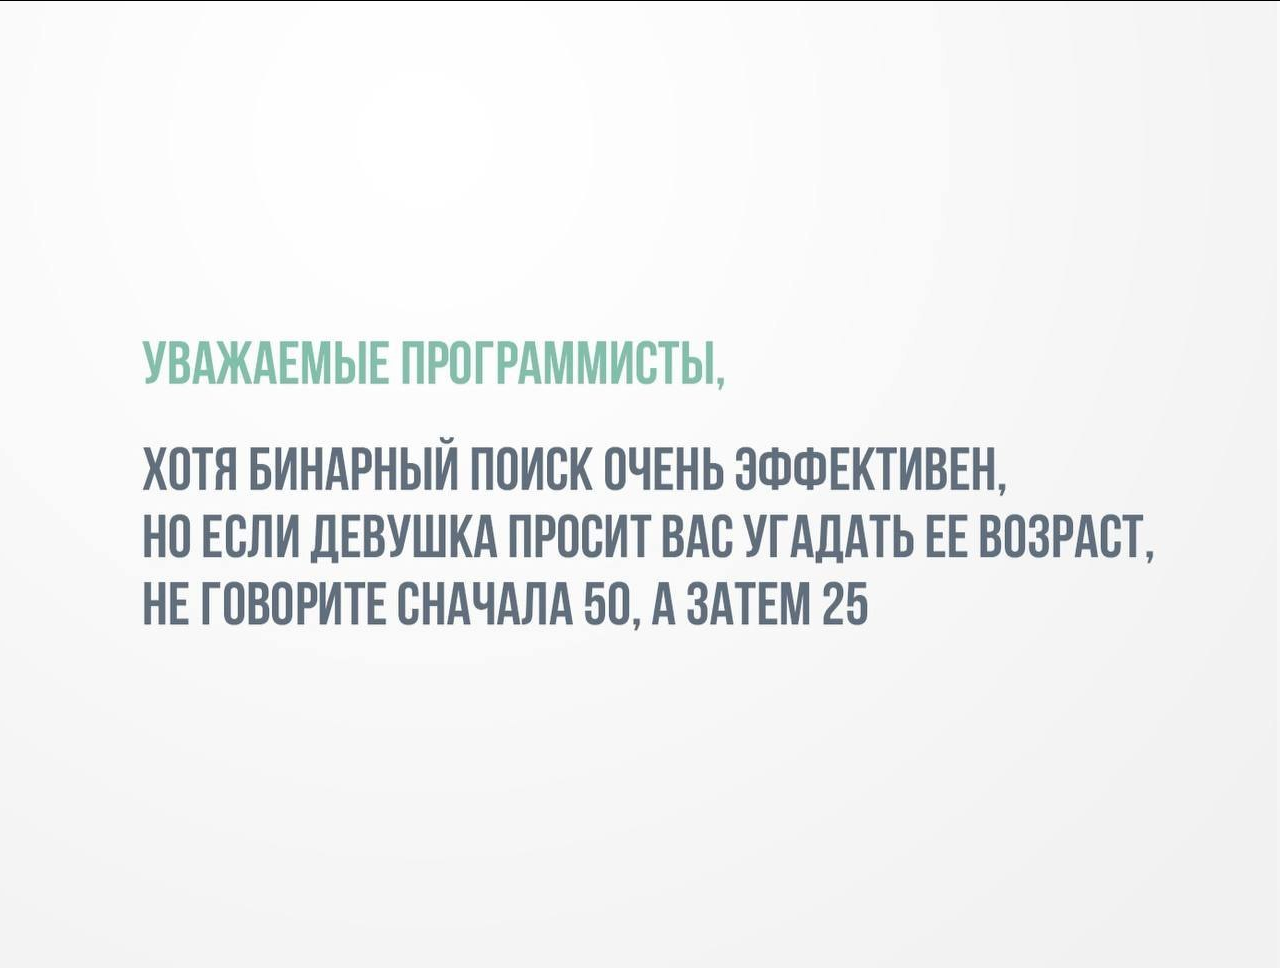 УВАЖАЕМЫЕ ПРОГРАММИСТЫ,
ХОТЯ БИНАРНЫЙ ПОИСК ОЧЕНЬ ЭФФЕКТИВЕН,
НО ЕСЛИ ДЕВУШКА ПРОСИТ ВАС УГАДАТЬ ЕЕ ВОЗРАСТ,
НЕ ГОВОРИТЕ СНАЧАЛА 50, А ЗАТЕМ 25